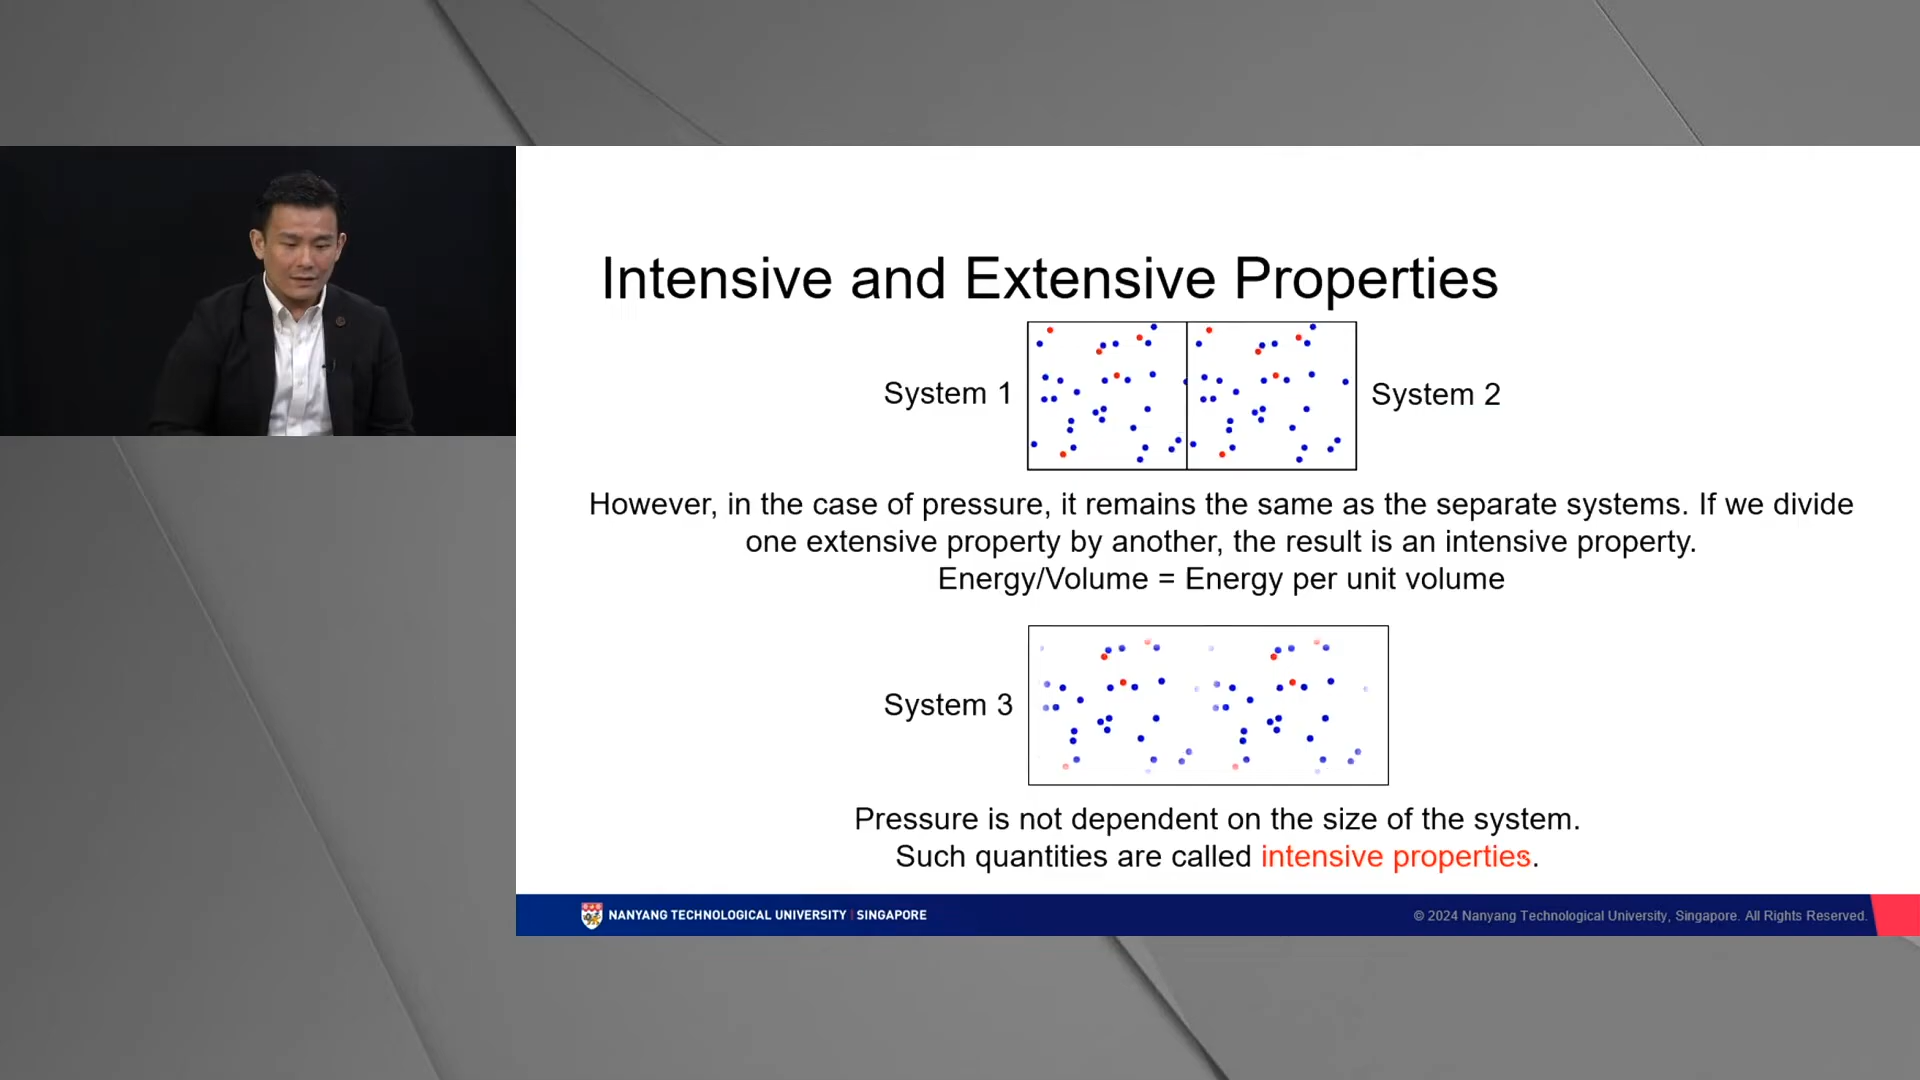 Intensive and Extensive Properties
System 1
System 2
However, in the case of pressure, it remains the same as the separate systems. If we divide
one extensive property by another, the result is an intensive property.
Energy/Volume = Energy per unit volume
System 3
Pressure is not dependent on the size of the system.
Such quantities are called intensive properties.
NANYANG TECHNOLOGICAL UNIVERSITY | SINGAPORE
© 2024 Nanyang Technological University, Singapore. All Rights Reserved.